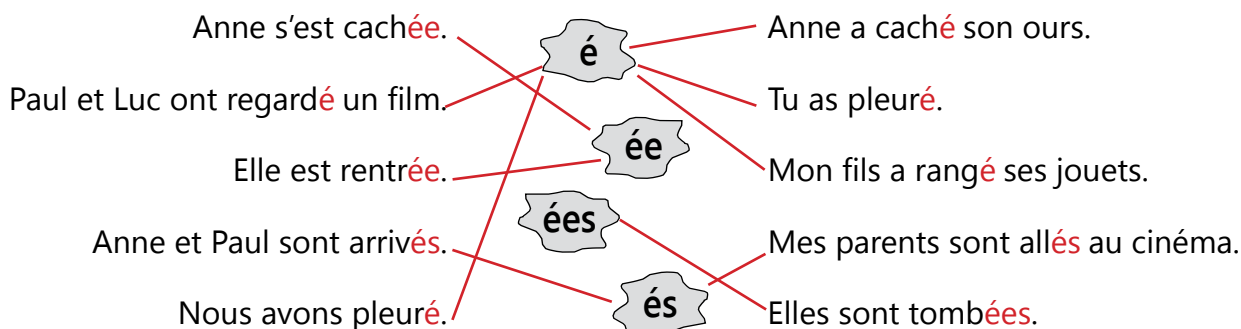 Anne s'est cachée.
é
Anne a caché son ours.
Paul et Luc ont regardé un film.
Tu as pleuré.
ée
Elle est rentrée.
Mon fils a rangé ses jouets.
ées
Anne et Paul sont arrivés.
Mes parents sont allés au cinéma.
és
Nous avons pleuré.
Elles sont tombées.